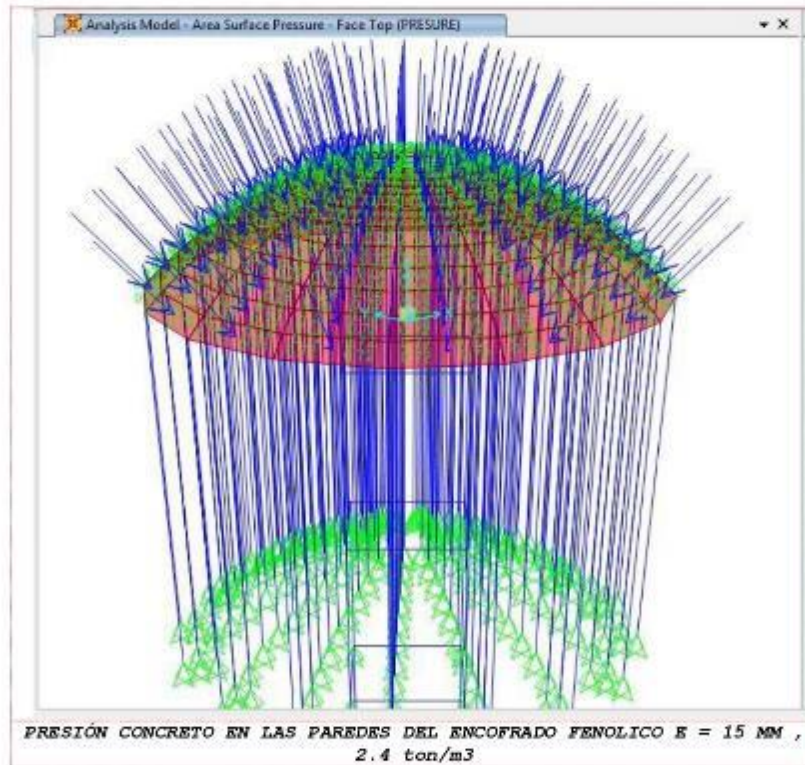 Analysis Model - Area Surface Pressure - Face Top (PRESURE)
PRESIÓN CONCRETO EN LAS PAREDES DEL ENCOFRADO FENOLICO E = 15 MM ,
2.4 ton/m3